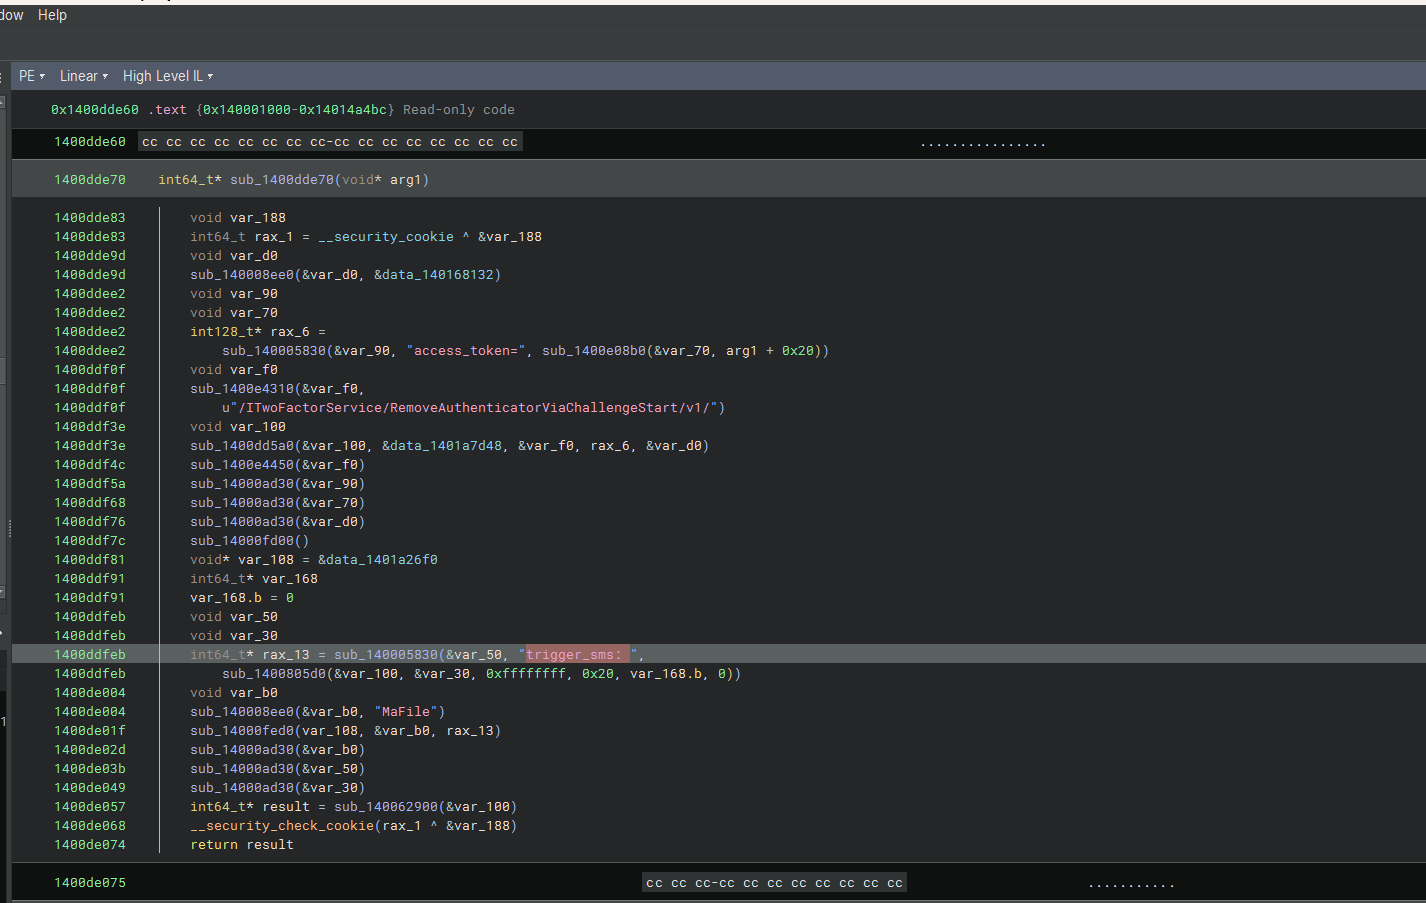 dow Help
PE Linear High Level IL
0x1400dde60 .text {0x140001000-0x14014a4bc} Read-only code
1400dde60 cc cc cc cc cc cc cc cc-cc cc cc cc cc cc cc cc ................
1400dde70 int64_t* sub_1400dde70(void* arg1)
1400dde83 void var_188
1400dde83 int64_t rax_1 = __security_cookie ^ &var_188
1400dde9d void var_d0
1400dde9d sub_140008ee0(&var_d0, &data_140168132)
1400ddee2 void var_90
1400ddee2 void var_70
1400ddee2 int128_t* rax_6 =
1400ddee2 sub_140005830(&var_90, "access_token=", sub_1400e08b0(&var_70, arg1 + 0x20))
1400ddf0f void var_f0
1400ddf0f sub_1400e4310(&var_f0,
1400ddf0f u"/ITwoFactorService/RemoveAuthenticatorViaChallengeStart/v1/")
1400ddf3e void var_100
1400ddf3e sub_1400dd5a0(&var_100, &data_1401a7d48, &var_f0, rax_6, &var_d0)
1400ddf4c sub_1400e4450(&var_f0)
1400ddf5a sub_14000ad30(&var_90)
1400ddf68 sub_14000ad30(&var_70)
1400ddf76 sub_14000ad30(&var_d0)
1400ddf7c sub_14000fd00()
1400ddf81 void* var_108 = &data_1401a26f0
1400ddf91 int64_t* var_168
1400ddf91 var_168.b = 0
1400ddfeb void var_50
1400ddfeb void var_30
1400ddfeb int64_t* rax_13 = sub_140005830(&var_50, "trigger_sms: ",
1400ddfeb sub_1400805d0(&var_100, &var_30, 0xffffffff, 0x20, var_168.b, 0))
1400de004 void var_b0
1400de004 sub_140008ee0(&var_b0, "MaFile")
1400de01f sub_14000fed0(var_108, &var_b0, rax_13)
1400de02d sub_14000ad30(&var_b0)
1400de03b sub_14000ad30(&var_50)
1400de049 sub_14000ad30(&var_30)
1400de057 int64_t* result = sub_140062900(&var_100)
1400de068 __security_check_cookie(rax_1 ^ &var_188)
1400de074 return result
1400de075 cc cc cc-cc cc cc cc cc cc cc cc ...........